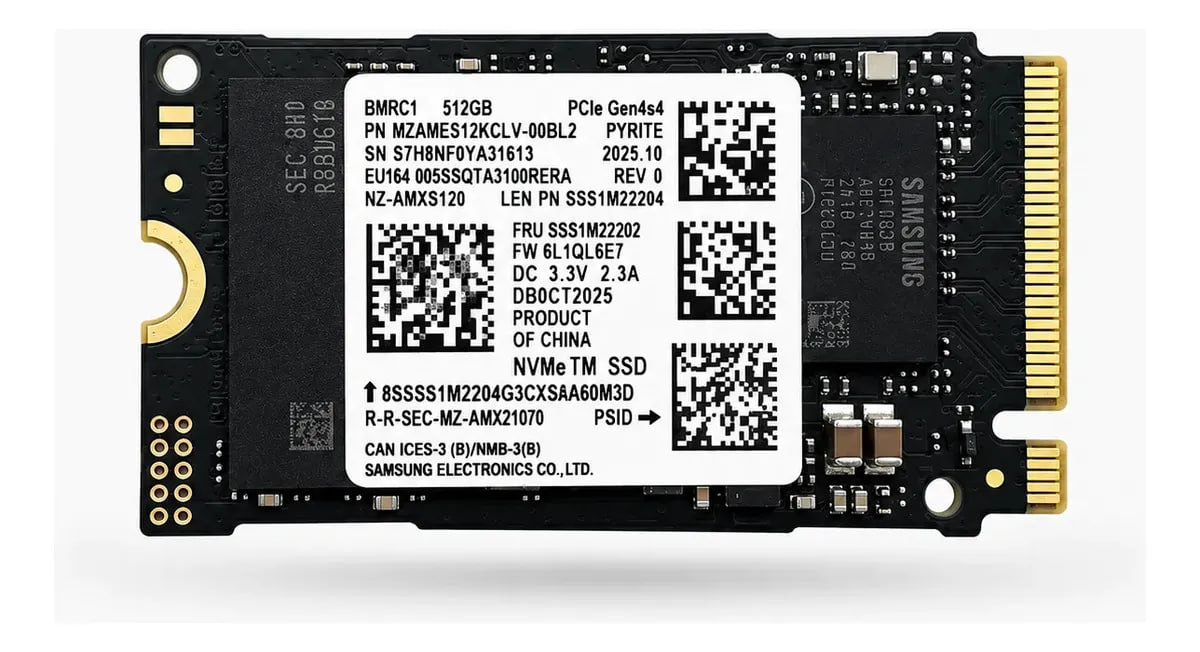 BMRC1 512GB PCIe Gen4s4
PN MZAMES12KCLV-00BL2 PYRITE
SN S7H8NF0YA31613 2025.10
EU164 005SSQTA3100RERA REV 0
NZ-AMXS120 LEN PN SSS1M22204
FRU SSS1M22202
FW 6L1QL6E7
DC 3.3V 2.3A
DB0CT2025
PRODUCT
OF CHINA
NVMe TM SSD
↑ 8SSSS1M2204G3CXSAA60M3D
R-R-SEC-MZ-AMX21070 PSID →
CAN ICES-3 (B)/NMB-3(B)
SAMSUNG ELECTRONICS CO.,LTD.
SEC 8HD
SAMSUNG